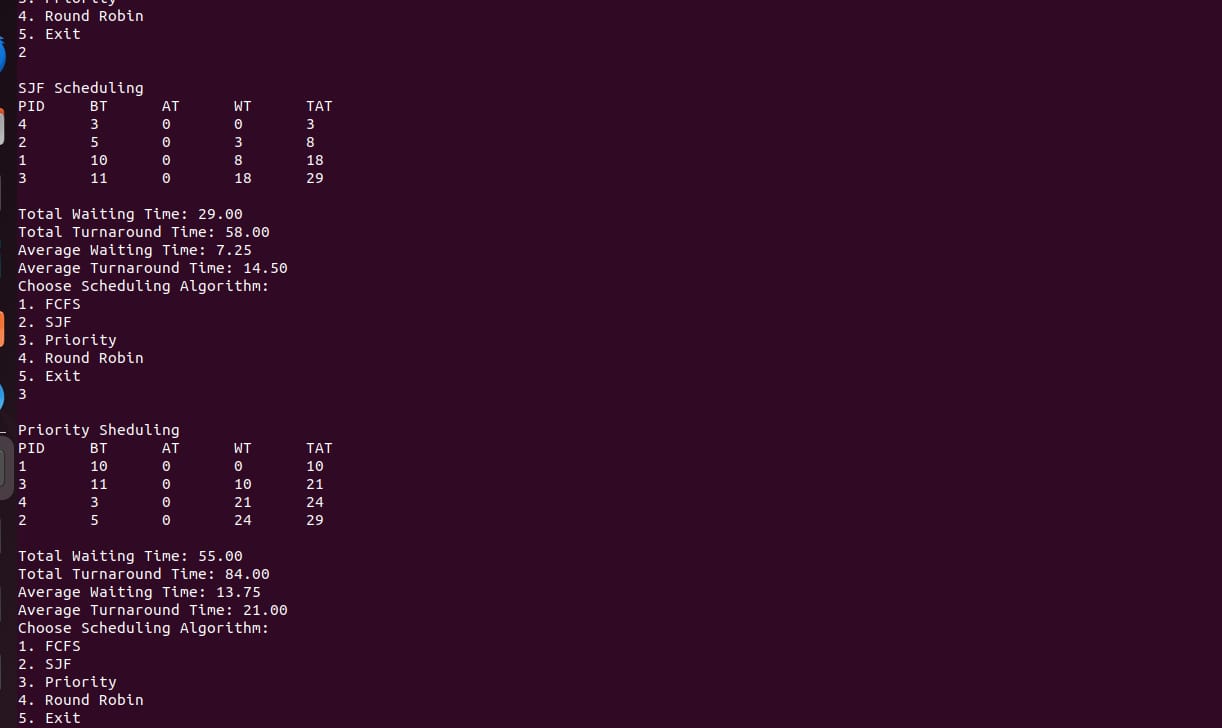 3. Priority
4. Round Robin
5. Exit
2
SJF Scheduling
PID BT AT WT TAT
4 3 0 0 3
2 5 0 3 8
1 10 0 8 18
3 11 0 18 29
Total Waiting Time: 29.00
Total Turnaround Time: 58.00
Average Waiting Time: 7.25
Average Turnaround Time: 14.50
Choose Scheduling Algorithm:
1. FCFS
2. SJF
3. Priority
4. Round Robin
5. Exit
3
Priority Sheduling
PID BT AT WT TAT
1 10 0 0 10
3 11 0 10 21
4 3 0 21 24
2 5 0 24 29
Total Waiting Time: 55.00
Total Turnaround Time: 84.00
Average Waiting Time: 13.75
Average Turnaround Time: 21.00
Choose Scheduling Algorithm:
1. FCFS
2. SJF
3. Priority
4. Round Robin
5. Exit